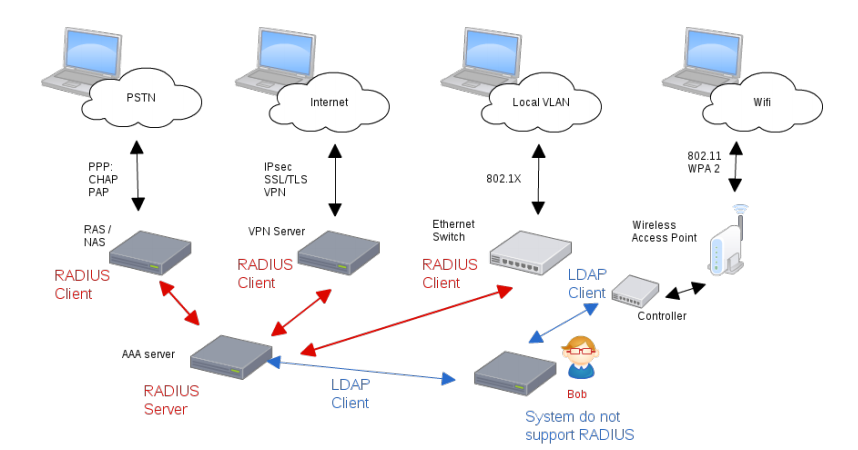 PSTN
Internet
Local VLAN
Wifi
PPP:
CHAP
PAP
IPsec
SSL/TLS
VPN
802.1X
802.11
WPA 2
RAS /
NAS
VPN Server
Ethernet
Switch
Wireless
Access Point
RADIUS
Client
RADIUS
Client
RADIUS
Client
LDAP
Client
Controller
AAA server
RADIUS
Server
LDAP
Client
Bob
System do not
support RADIUS